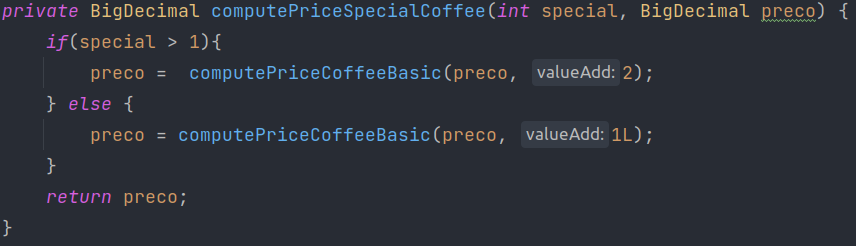 private BigDecimal computePriceSpecialCoffee(int special, BigDecimal preco) {
    if(special > 1){
        preco =  computePriceCoffeeBasic(preco, valueAdd: 2);
    } else {
        preco = computePriceCoffeeBasic(preco, valueAdd: 1L);
    }
    return preco;
}